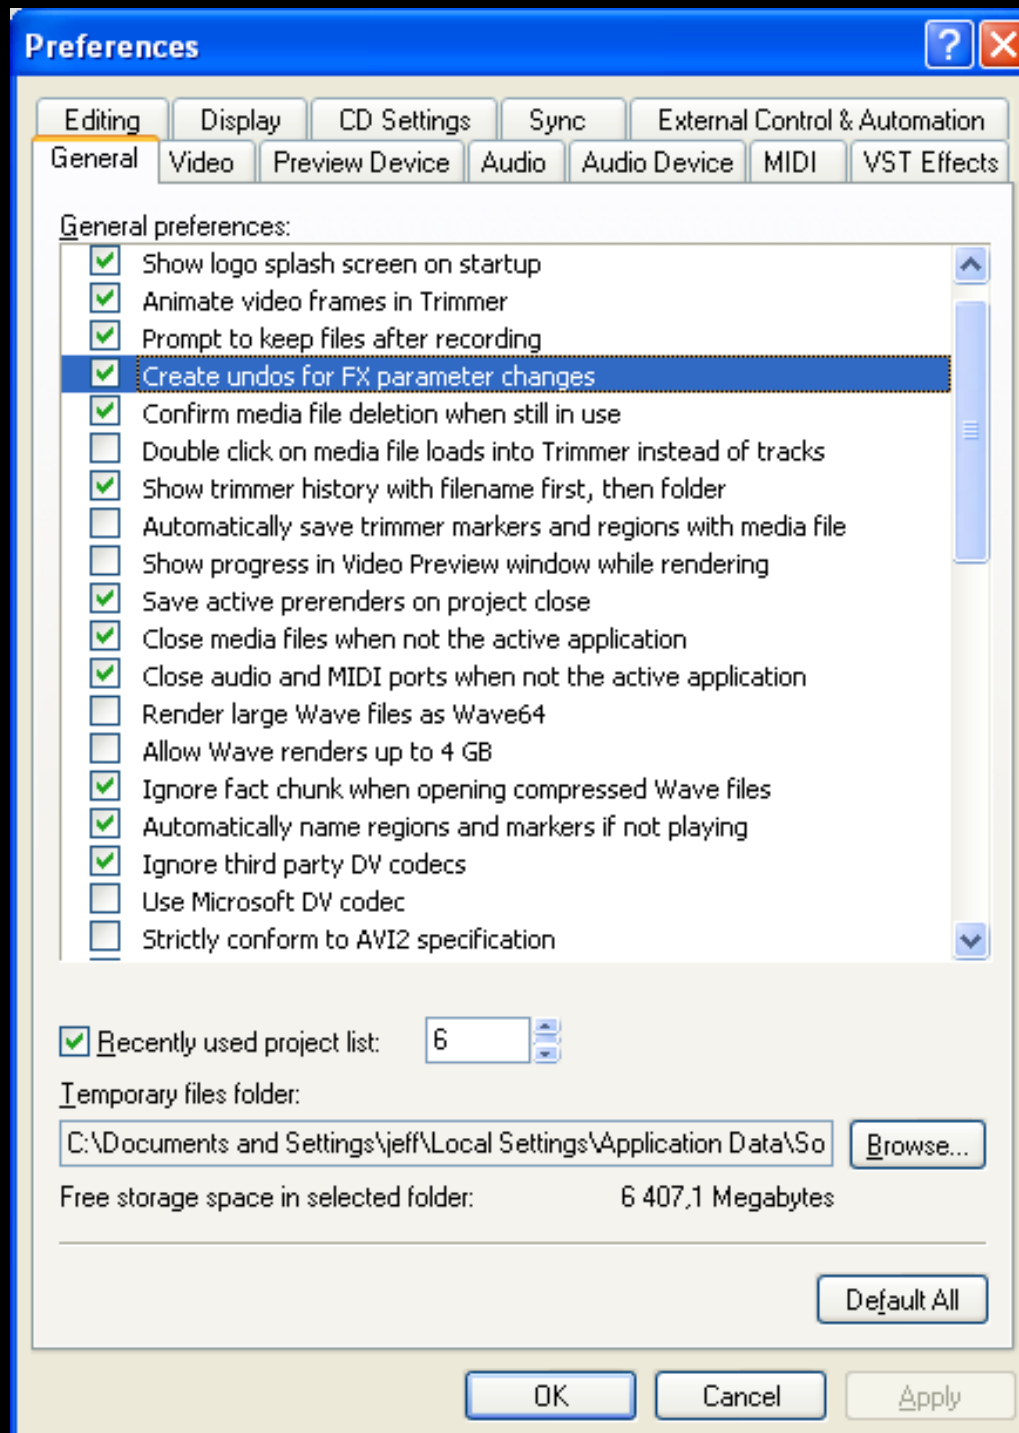 Preferences
Editing Display CD Settings Sync External Control & Automation
General Video Preview Device Audio Audio Device MIDI VST Effects
General preferences:
Show logo splash screen on startup
Animate video frames in Trimmer
Prompt to keep files after recording
Create undos for FX parameter changes
Confirm media file deletion when still in use
Double click on media file loads into Trimmer instead of tracks
Show trimmer history with filename first, then folder
Automatically save trimmer markers and regions with media file
Show progress in Video Preview window while rendering
Save active prerenders on project close
Close media files when not the active application
Close audio and MIDI ports when not the active application
Render large Wave files as Wave64
Allow Wave renders up to 4 GB
Ignore fact chunk when opening compressed Wave files
Automatically name regions and markers if not playing
Ignore third party DV codecs
Use Microsoft DV codec
Strictly conform to AVI2 specification
Recently used project list: 6
Temporary files folder:
C:\Documents and Settings\jeff\Local Settings\Application Data\So Browse...
Free storage space in selected folder: 6 407,1 Megabytes
Default All
OK Cancel Apply